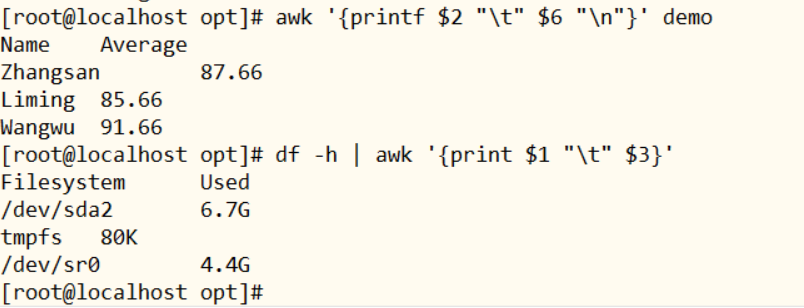 [root@localhost opt]# awk '{printf $2 "\t" $6 "\n"}' demo
Name    Average
Zhangsan        87.66
Liming  85.66
Wangwu  91.66
[root@localhost opt]# df -h | awk '{print $1 "\t" $3}'
Filesystem      Used
/dev/sda2       6.7G
tmpfs   80K
/dev/sr0        4.4G
[root@localhost opt]#